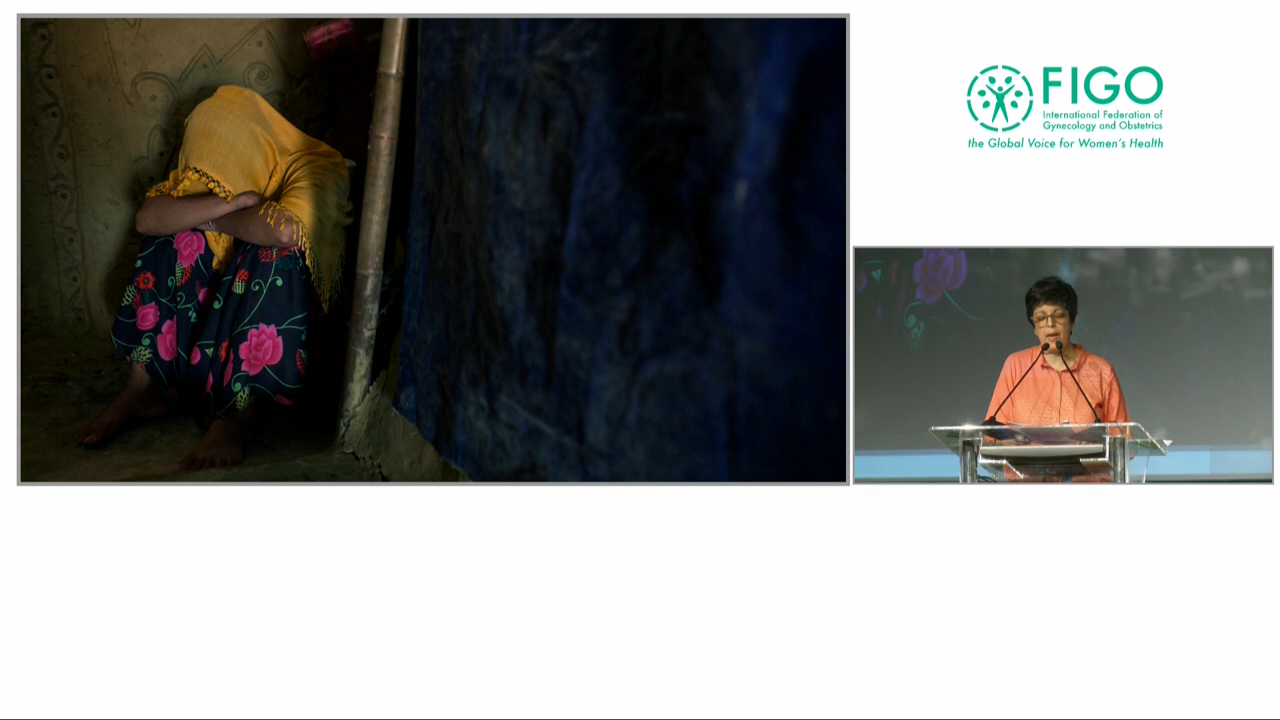 FIGO
International Federation of
Gynecology and Obstetrics
the Global Voice for Women's Health